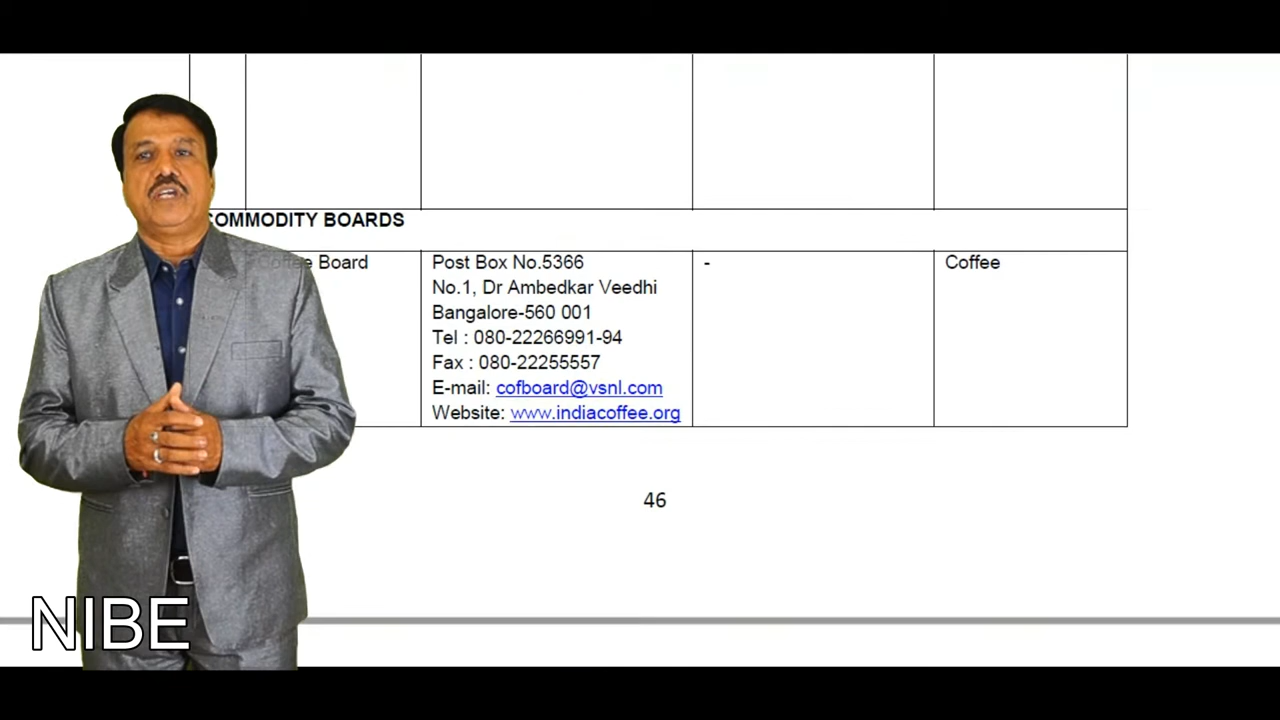 COMMODITY BOARDS
Coffee Board
Post Box No.5366
No.1, Dr Ambedkar Veedhi
Bangalore-560 001
Tel : 080-22266991-94
Fax : 080-22255557
E-mail: cofboard@vsnl.com
Website: www.indiacoffee.org
-
Coffee
46
NIBE